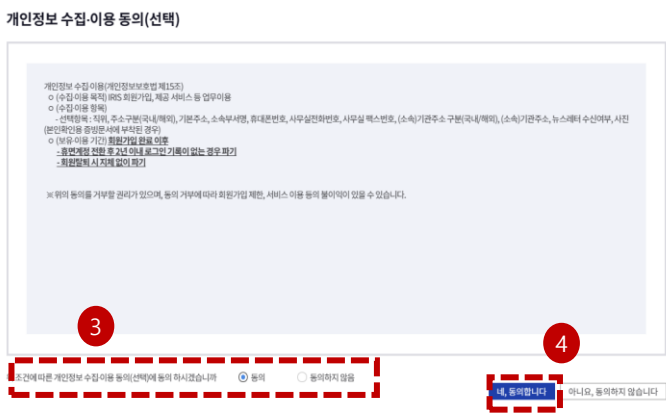 개인정보 수집·이용 동의(선택)
개인정보 수집·이용(개인정보보호법 제15조)
ㅇ (수집·이용 목적) IRIS 회원가입, 제공 서비스 등 업무이용
ㅇ (수집·이용 항목)
- 선택항목 : 직위, 주소구분(국내/해외), 기본주소, 소속부서명, 휴대폰번호, 사무실전화번호, 사무실 팩스번호, (소속)기관주소 구분(국내/해외), (소속)기관주소, 뉴스레터 수신여부, 사진
(본인확인용 증빙문서에 부착된 경우)
ㅇ (보유·이용 기간) 회원가입 완료 이후
- 휴면계정 전환 후 2년 이내 로그인 기록이 없는 경우 파기
- 회원탈퇴 시 지체 없이 파기
※ 위의 동의를 거부할 권리가 있으며, 동의 거부에 따라 회원가입 제한, 서비스 이용 등의 불이익이 있을 수 있습니다.
3
4
조건에 따른 개인정보 수집·이용 동의(선택)에 동의 하시겠습니까 동의 동의하지 않음
네, 동의합니다 아니요, 동의하지 않습니다